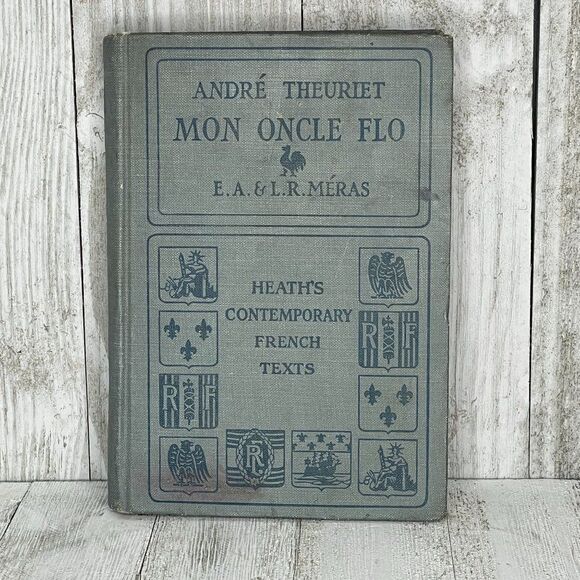 ANDRÉ THEURIET
MON ONCLE FLO
E.A. & L.R. MÉRAS
HEATH'S
CONTEMPORARY
FRENCH
TEXTS
R F
R F
R